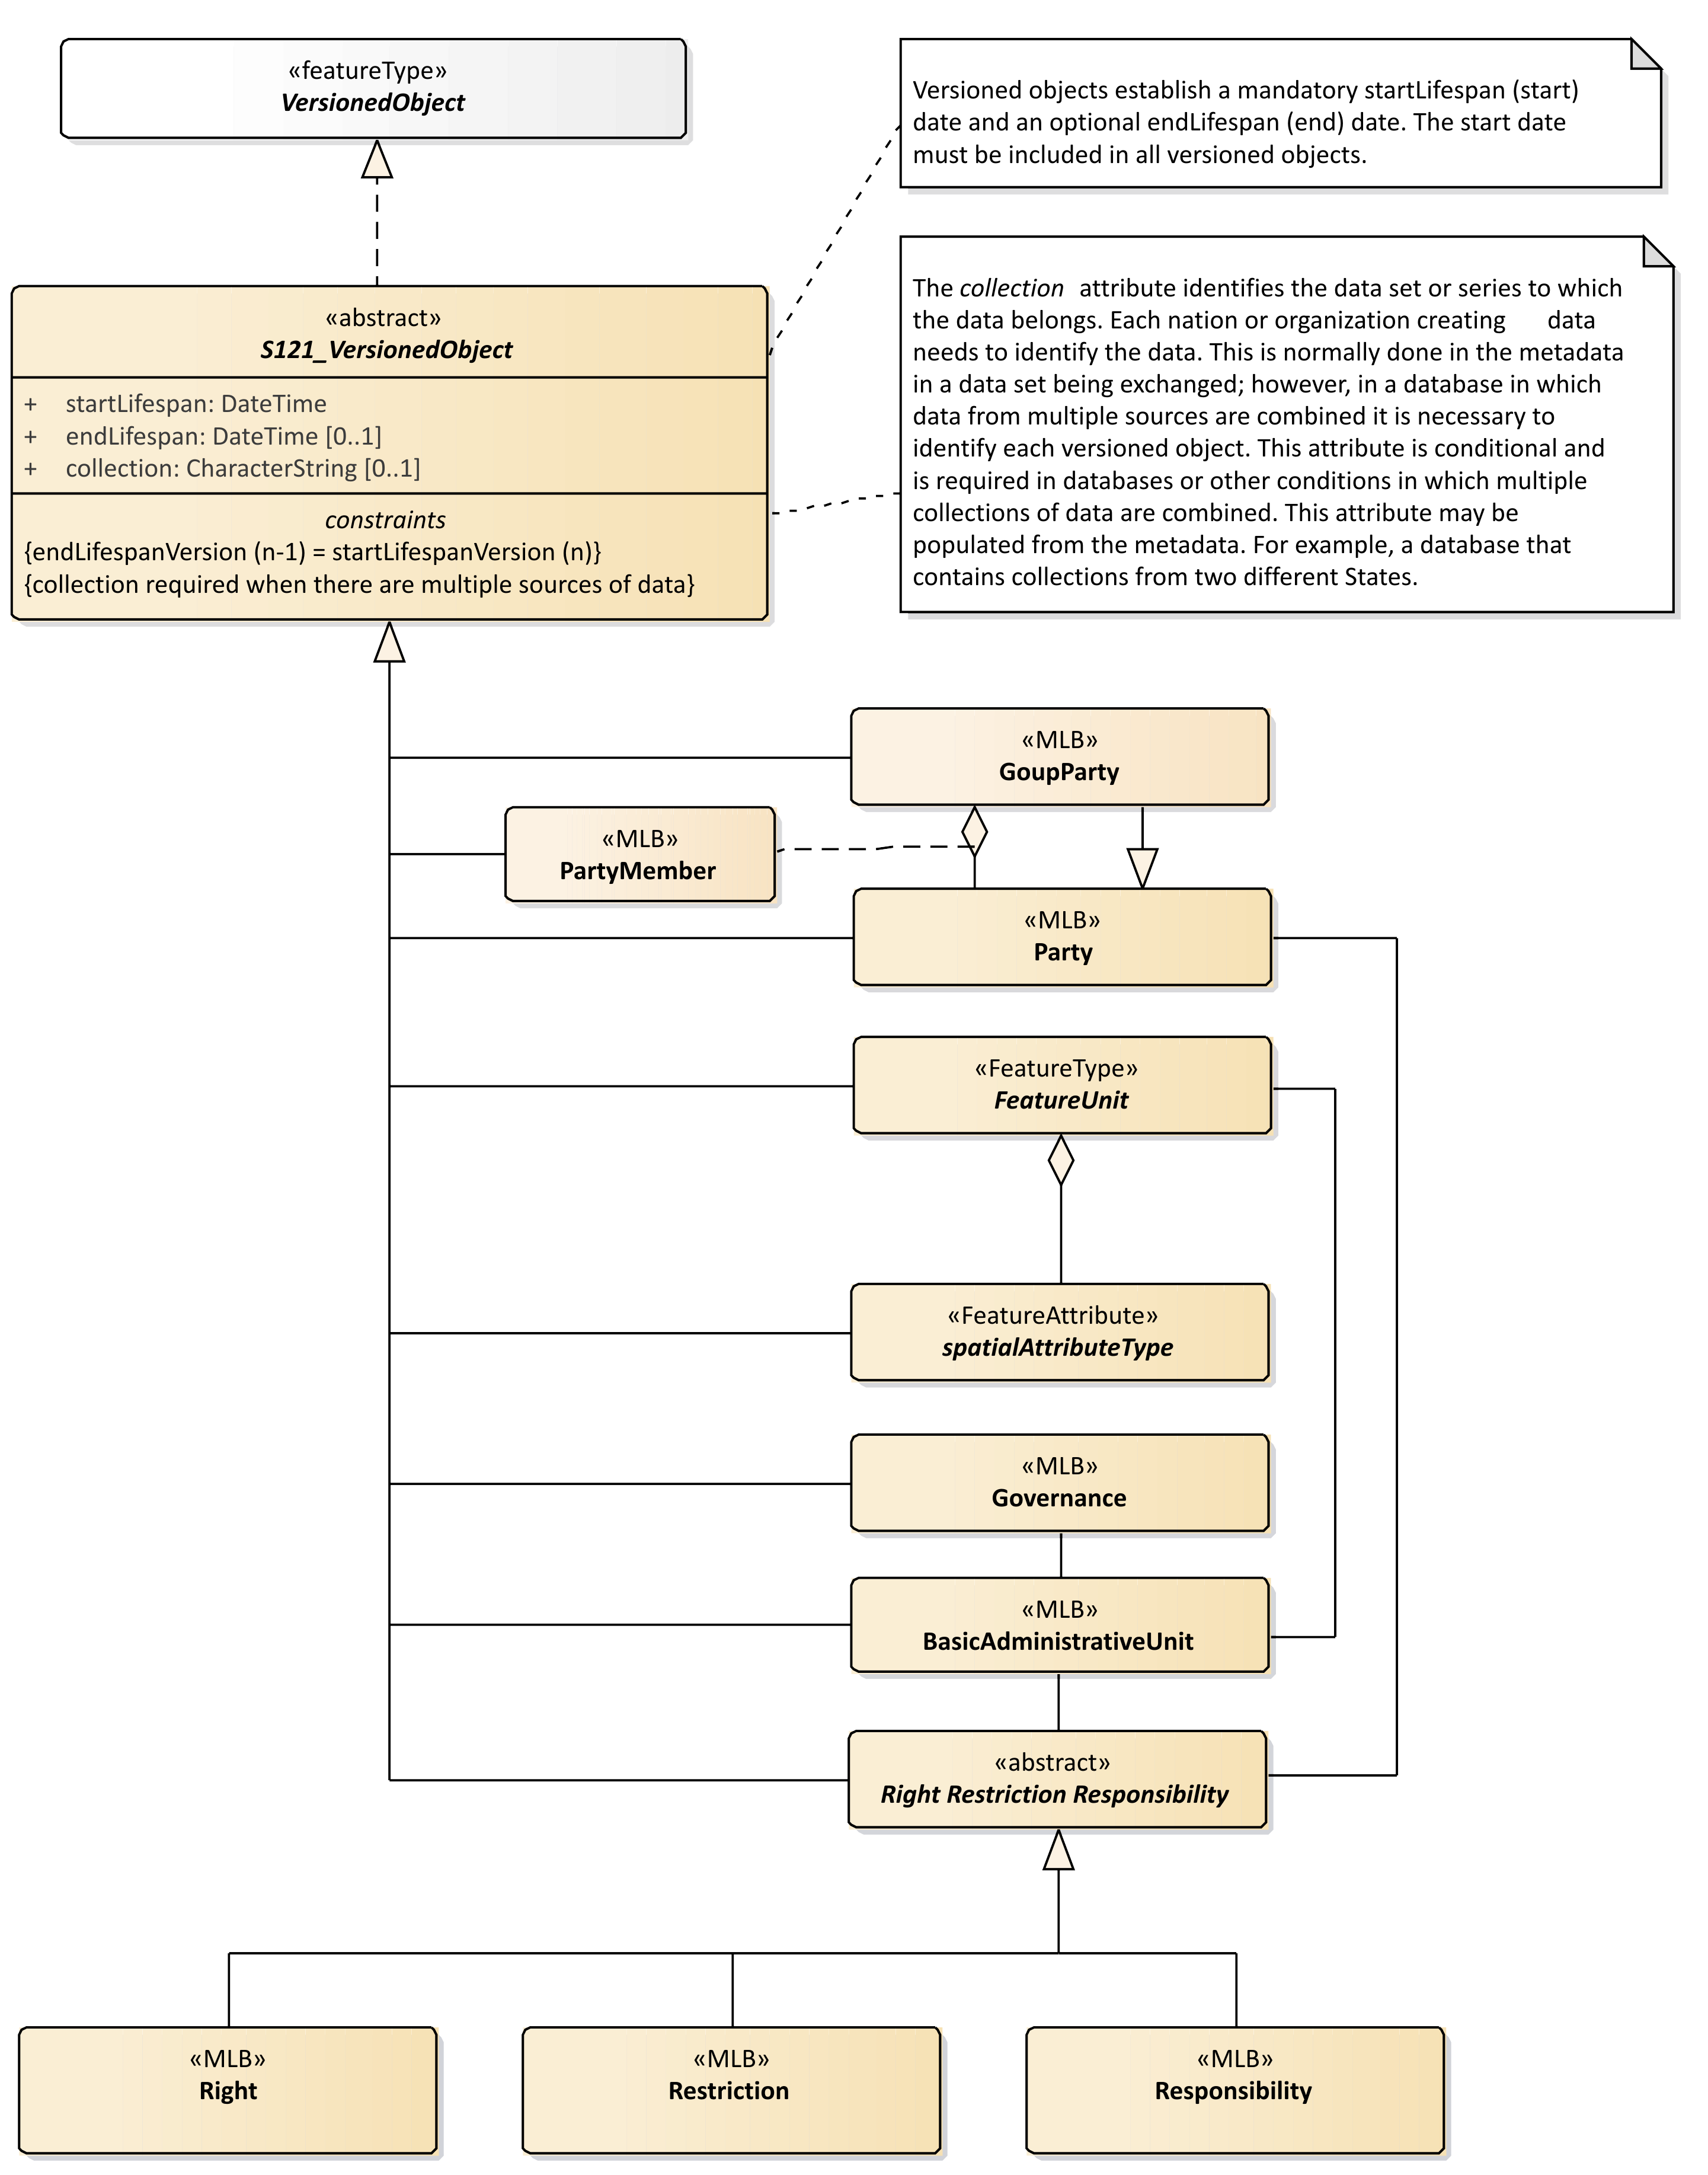 «featureType»
VersionedObject
Versioned objects establish a mandatory startLifespan (start)
date and an optional endLifespan (end) date. The start date
must be included in all versioned objects.
«abstract»
S121_VersionedObject
+ startLifespan: DateTime
+ endLifespan: DateTime [0..1]
+ collection: CharacterString [0..1]
constraints
{endLifespanVersion (n-1) = startLifespanVersion (n)}
{collection required when there are multiple sources of data}
The collection attribute identifies the data set or series to which
the data belongs. Each nation or organization creating data
needs to identify the data. This is normally done in the metadata
in a data set being exchanged; however, in a database in which
data from multiple sources are combined it is necessary to
identify each versioned object. This attribute is conditional and
is required in databases or other conditions in which multiple
collections of data are combined. This attribute may be
populated from the metadata. For example, a database that
contains collections from two different States.
«MLB»
GoupParty
«MLB»
PartyMember
«MLB»
Party
«FeatureType»
FeatureUnit
«FeatureAttribute»
spatialAttributeType
«MLB»
Governance
«MLB»
BasicAdministrativeUnit
«abstract»
Right Restriction Responsibility
«MLB»
Right
«MLB»
Restriction
«MLB»
Responsibility